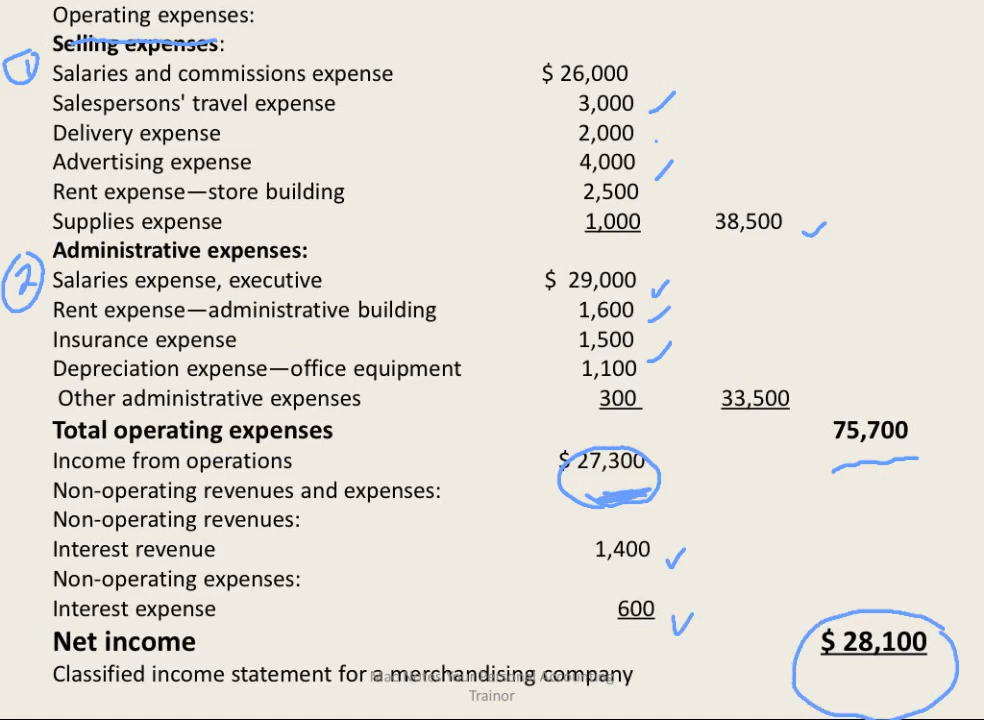 Operating expenses:
Selling expenses:
1
Salaries and commissions expense $ 26,000
Salespersons' travel expense 3,000
Delivery expense 2,000
Advertising expense 4,000
Rent expense—store building 2,500
Supplies expense 1,000 38,500
Administrative expenses:
2
Salaries expense, executive $ 29,000
Rent expense—administrative building 1,600
Insurance expense 1,500
Depreciation expense—office equipment 1,100
Other administrative expenses 300 33,500
Total operating expenses 75,700
Income from operations $ 27,300
Non-operating revenues and expenses:
Non-operating revenues:
Interest revenue 1,400
Non-operating expenses:
Interest expense 600
Net income $ 28,100
Classified income statement for a merchandising company
Trainor